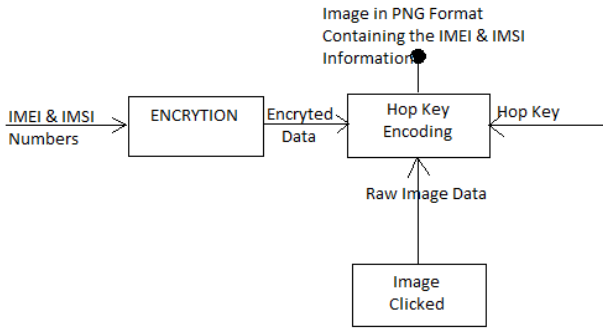 Image in PNG Format
Containing the IMEI & IMSI
Information
IMEI & IMSI
Numbers
ENCRYTION
Encryted
Data
Hop Key
Encoding
Hop Key
Raw Image Data
Image
Clicked